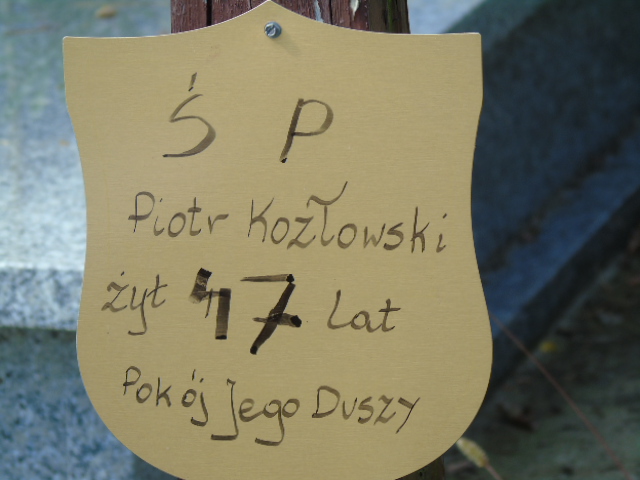 Ś P
Piotr Kozłowski
żył 47 lat
Pokój Jego Duszy